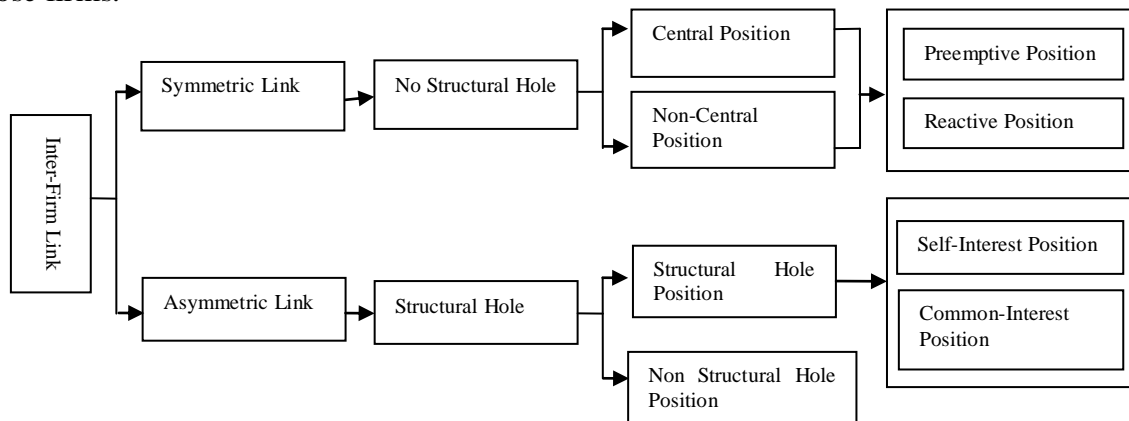 Central Position
Preemptive Position
Symmetric Link
No Structural Hole
Non-Central
Position
Reactive Position
Inter-Firm Link
Self-Interest Position
Structural Hole
Position
Asymmetric Link
Structural Hole
Common-Interest
Position
Non Structural Hole
Position